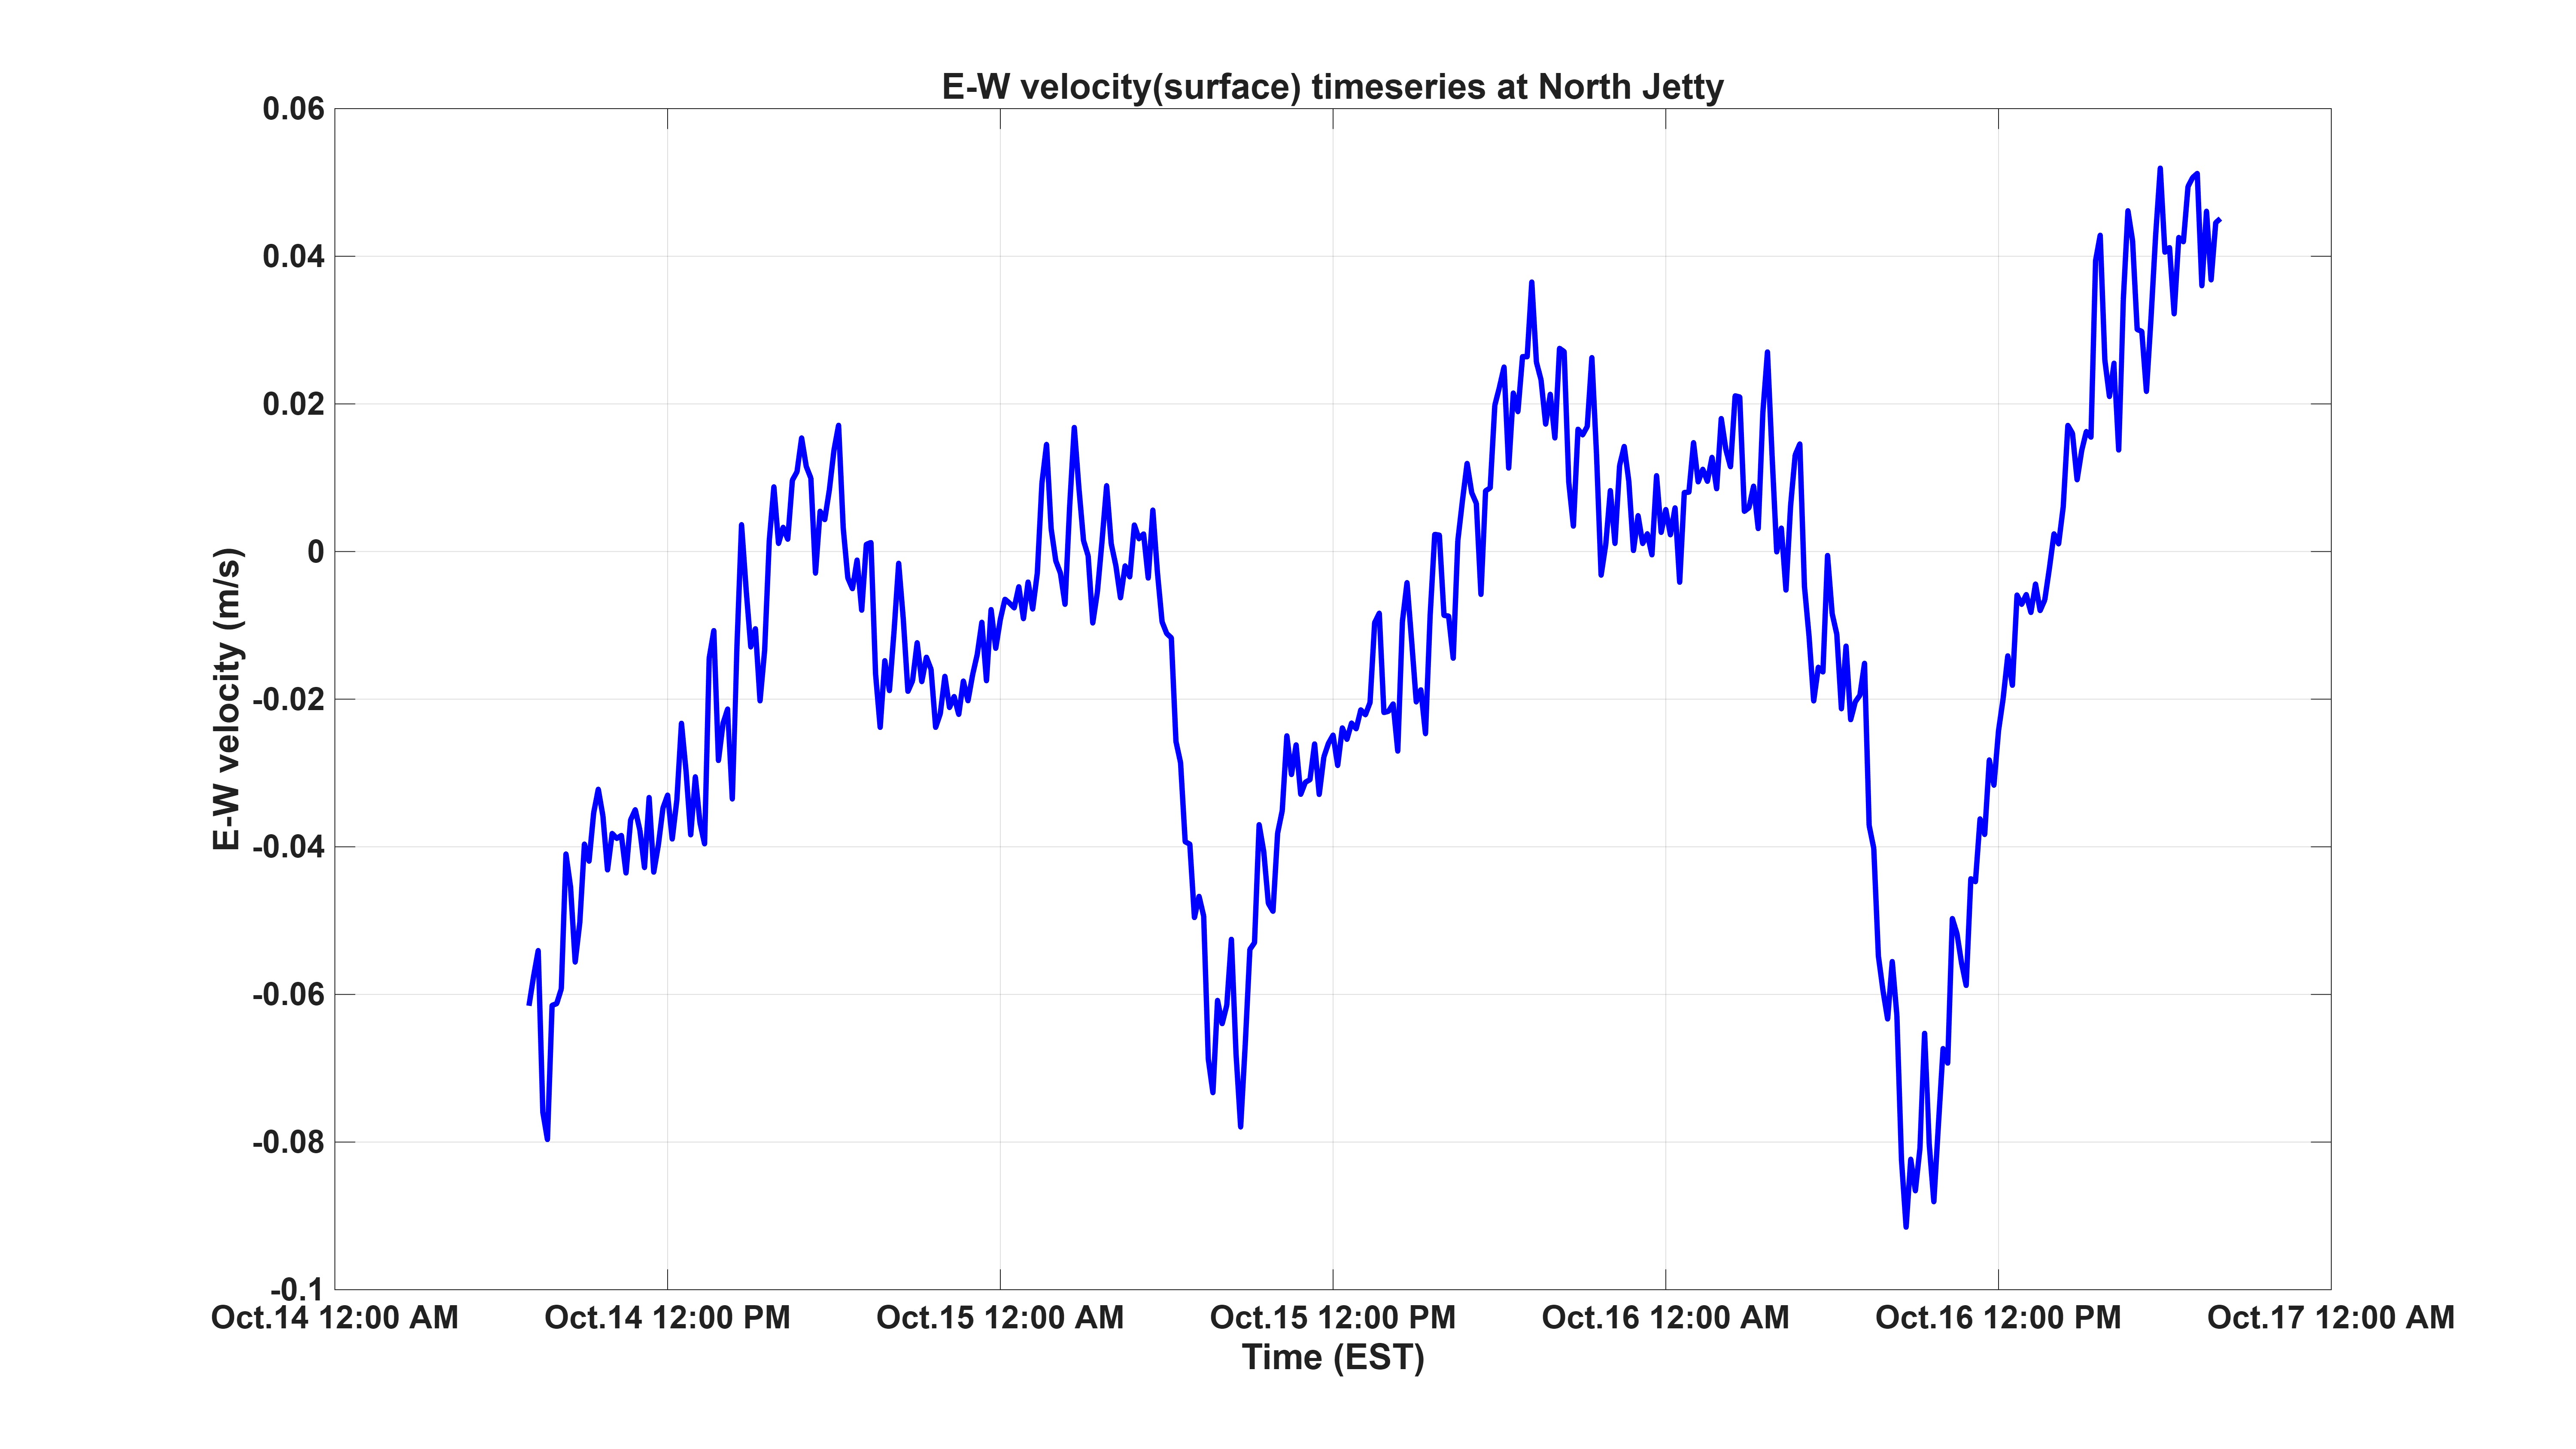 E-W velocity(surface) timeseries at North Jetty
0.06
0.04
0.02
0
-0.02
-0.04
-0.06
-0.08
-0.1
E-W velocity (m/s)
Oct.14 12:00 AM
Oct.14 12:00 PM
Oct.15 12:00 AM
Oct.15 12:00 PM
Oct.16 12:00 AM
Oct.16 12:00 PM
Oct.17 12:00 AM
Time (EST)